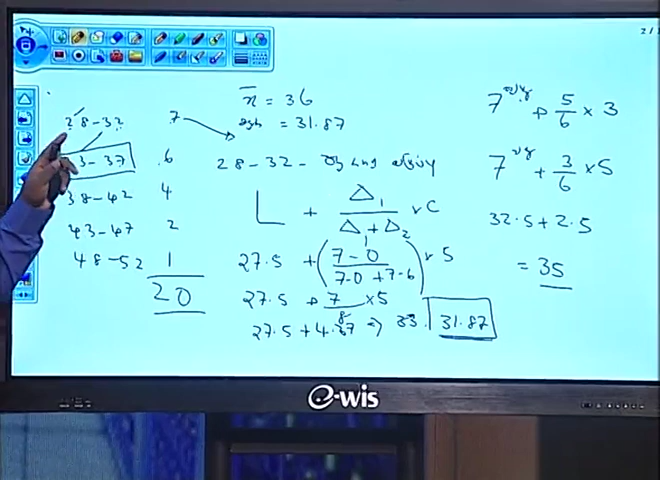 2/
28-32 7
3-37 6
38-42 4
43-47 2
48-52 1
20
x̄ = 36
= 31.87
28-32 -
L + Δ₁ / Δ₁ + Δ₂ × C
27.5 + (7-0 / 7-0 + 7-6) × 5
27.5 + 7/8 × 5
27.5 + 4.37 ⇒ 33. 31.87
7 + 5/6 × 3
7 + 3/6 × 5
32.5 + 2.5
= 35
e-wis